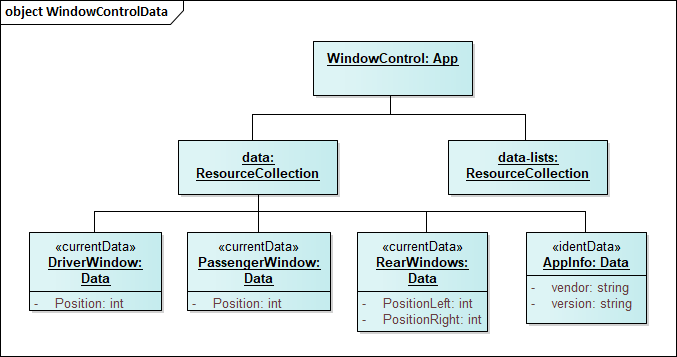 object WindowControlData
WindowControl: App
data:
ResourceCollection
data-lists:
ResourceCollection
«currentData»
DriverWindow:
Data
- Position: int
«currentData»
PassengerWindow:
Data
- Position: int
«currentData»
RearWindows:
Data
- PositionLeft: int
- PositionRight: int
«identData»
AppInfo: Data
- vendor: string
- version: string